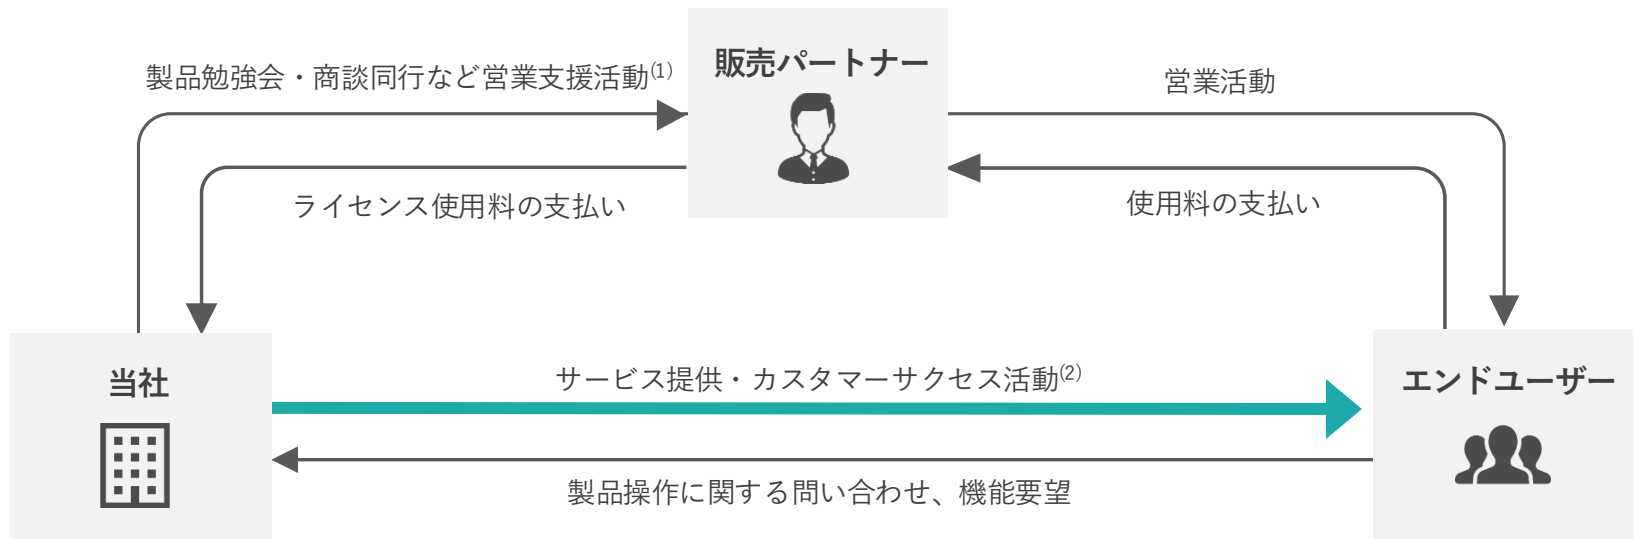 販売パートナー
製品勉強会・商談同行など営業支援活動(1)
営業活動
ライセンス使用料の支払い
使用料の支払い
当社
サービス提供・カスタマーサクセス活動(2)
エンドユーザー
製品操作に関する問い合わせ、機能要望